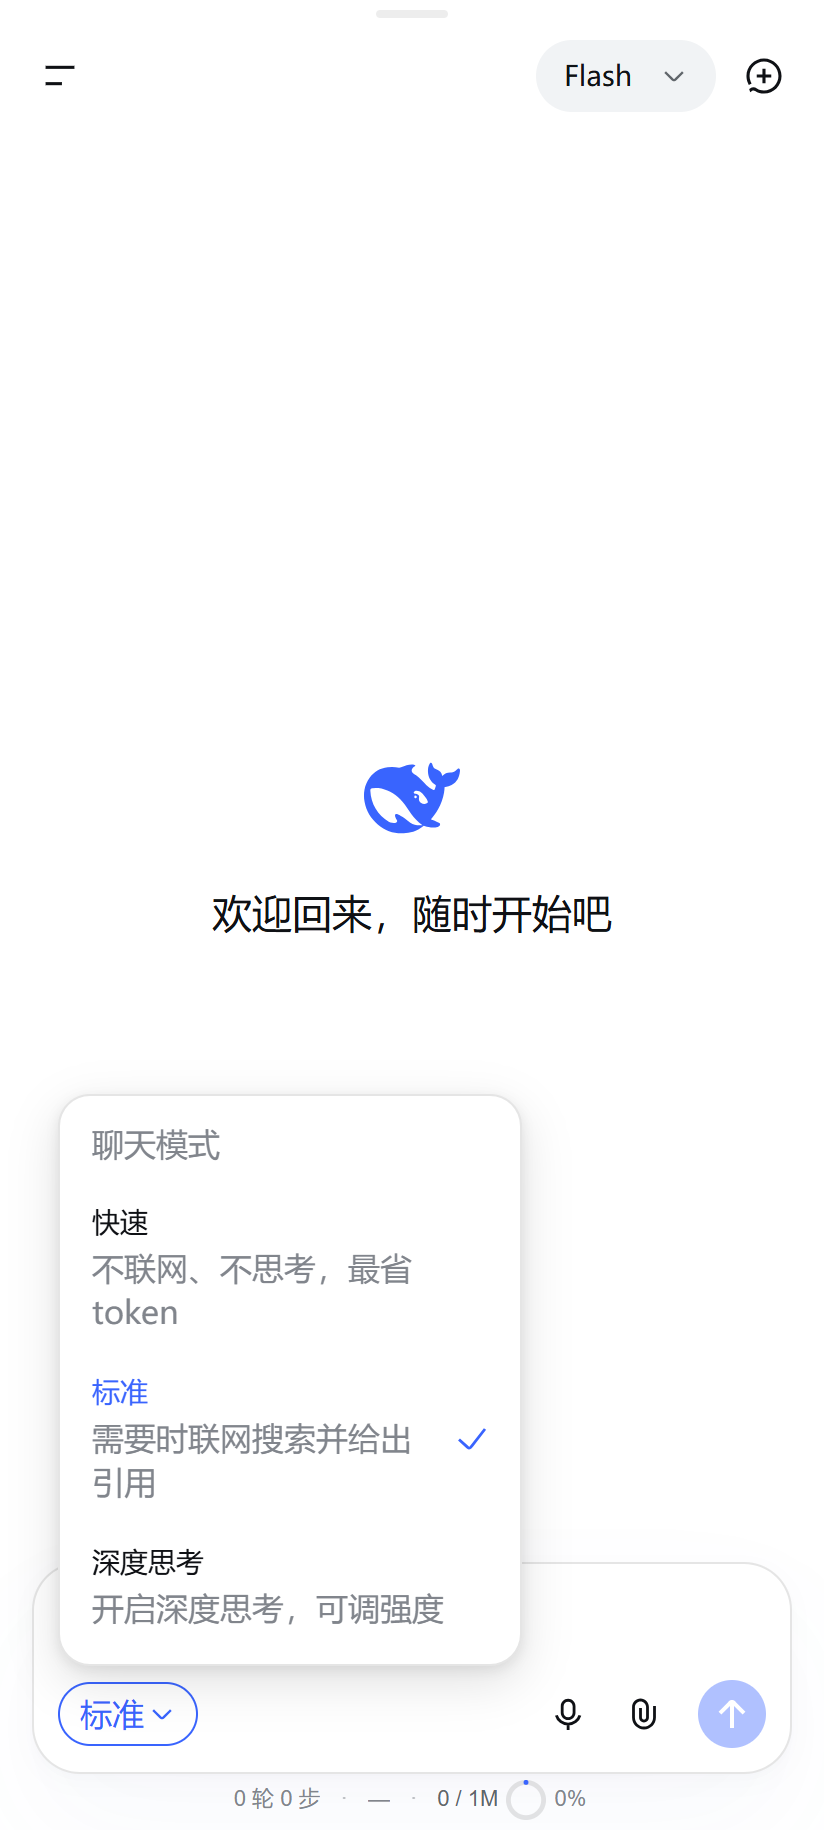 Flash
欢迎回来，随时开始吧
聊天模式
快速
不联网、不思考，最省
token
标准
需要时联网搜索并给出
引用
深度思考
开启深度思考，可调强度
标准
0 轮 0 步 · — · 0 / 1M 0%